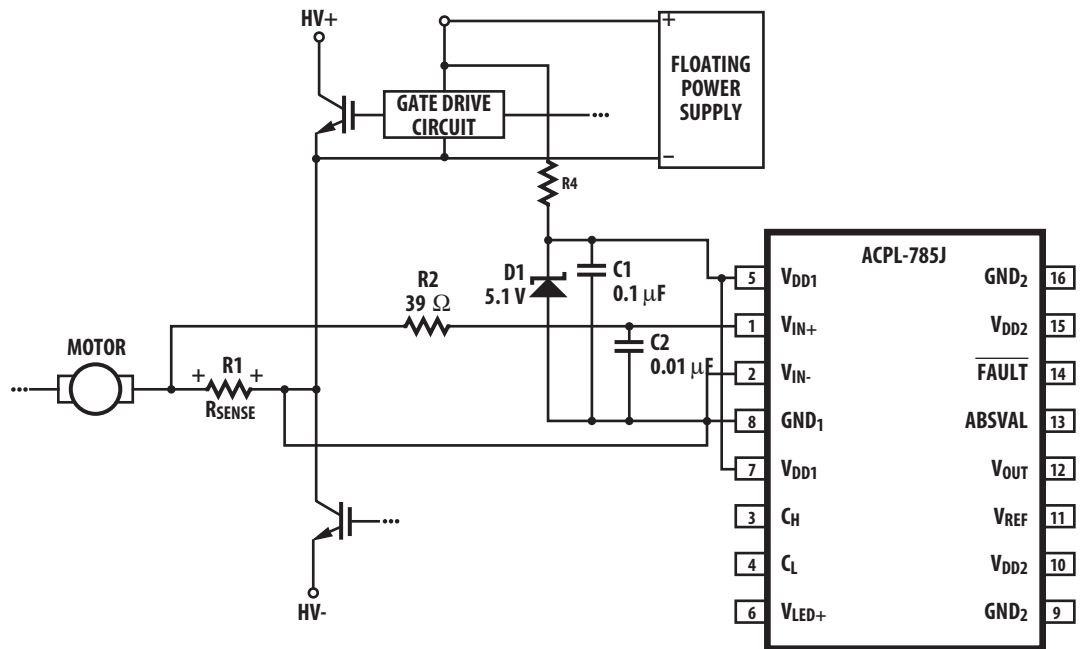 HV+
+
FLOATING
POWER
SUPPLY
−
GATE DRIVE
CIRCUIT
•••
R4
D1
5.1 V
C1
0.1 μF
R2
39 Ω
C2
0.01 μF
MOTOR
•••
+ R1 +
RSENSE
•••
HV-
ACPL-785J
5 VDD1 GND2 16
1 VIN+ VDD2 15
2 VIN- FAULT 14
8 GND1 ABSVAL 13
7 VDD1 VOUT 12
3 CH VREF 11
4 CL VDD2 10
6 VLED+ GND2 9